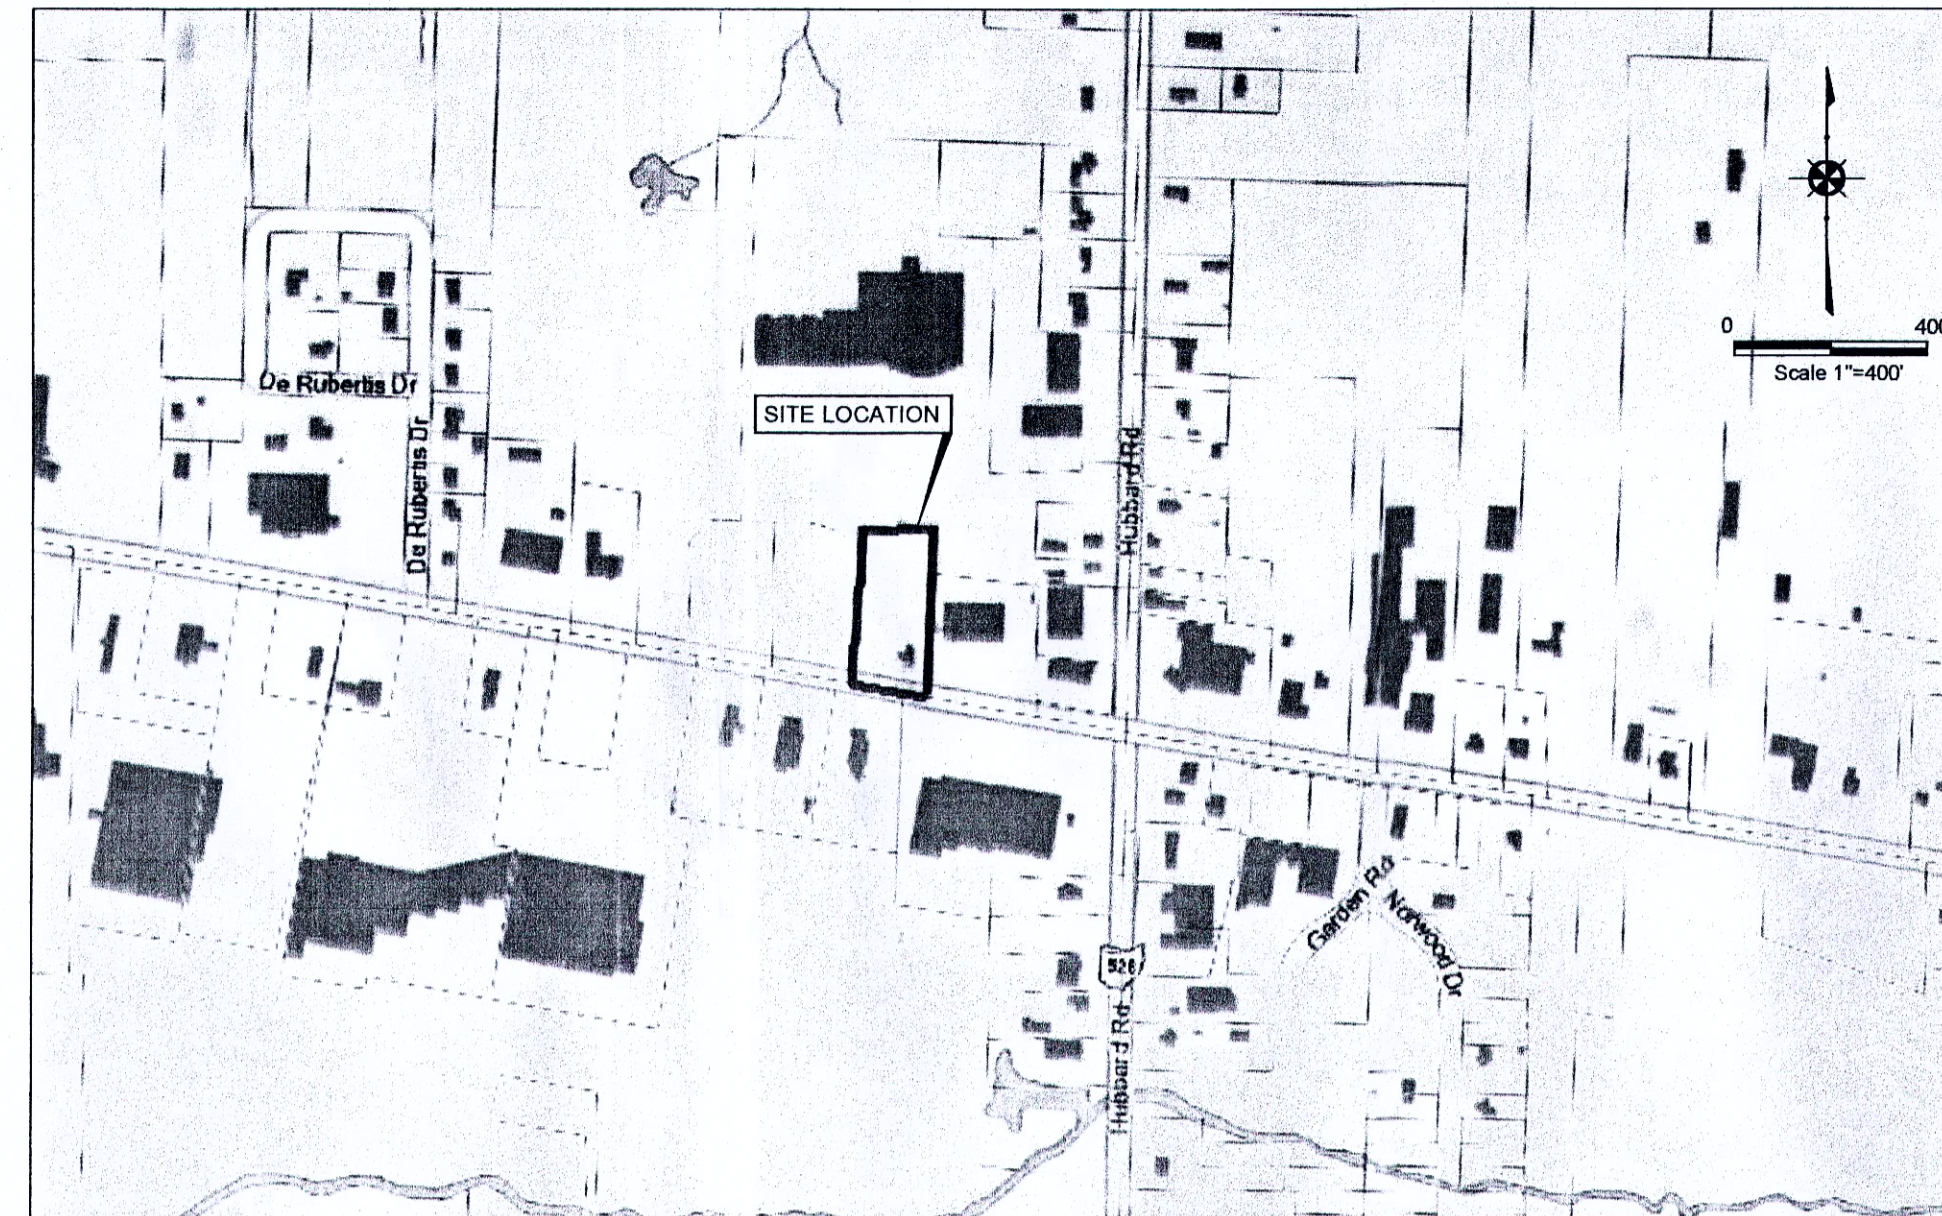 0 400
Scale 1"=400'
De Rubertis Dr
SITE LOCATION
De Rubertis Dr
Hubbard Rd
Garden Rd
Norwood Dr
526
Hubbard Rd